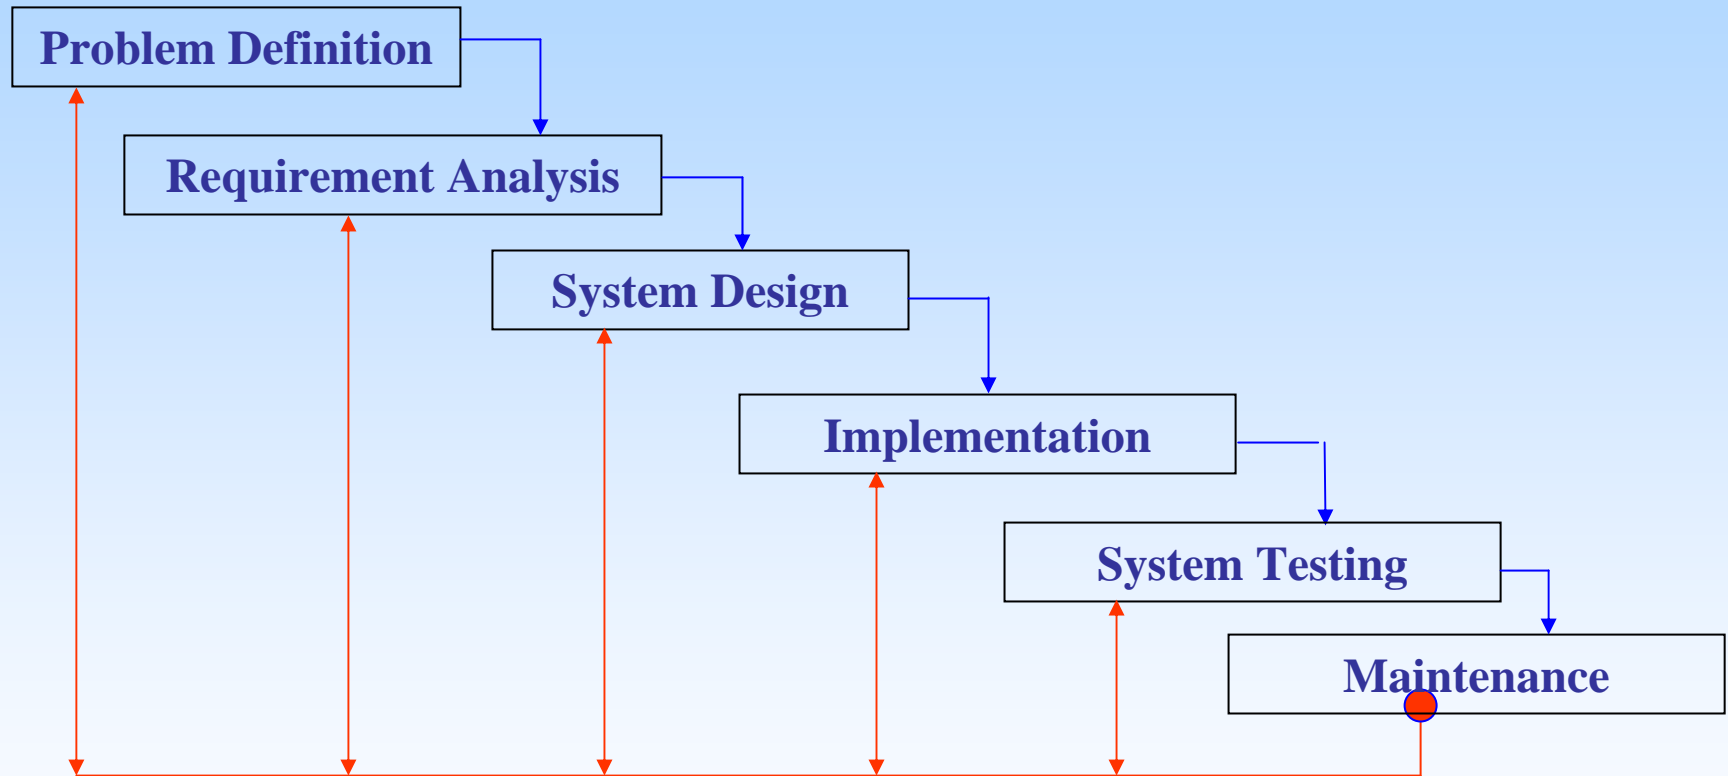 Problem Definition
Requirement Analysis
System Design
Implementation
System Testing
Maintenance